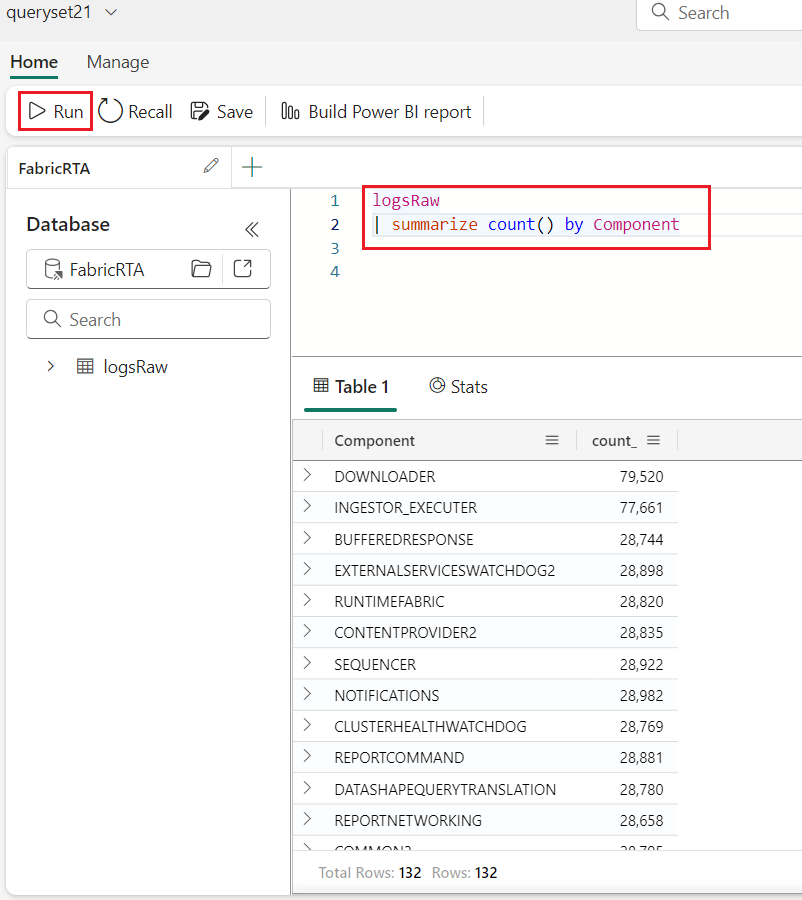 queryset21
Search
Home Manage
Run Recall Save Build Power BI report
FabricRTA
Database
FabricRTA
Search
logsRaw
1 logsRaw
2 | summarize count() by Component
3
4
Table 1 Stats
Component count_
DOWNLOADER 79,520
INGESTOR_EXECUTER 77,661
BUFFEREDRESPONSE 28,744
EXTERNALSERVICESWATCHDOG2 28,898
RUNTIMEFABRIC 28,820
CONTENTPROVIDER2 28,835
SEQUENCER 28,922
NOTIFICATIONS 28,982
CLUSTERHEALTHWATCHDOG 28,769
REPORTCOMMAND 28,881
DATASHAPEQUERYTRANSLATION 28,780
REPORTNETWORKING 28,658
Total Rows: 132 Rows: 132